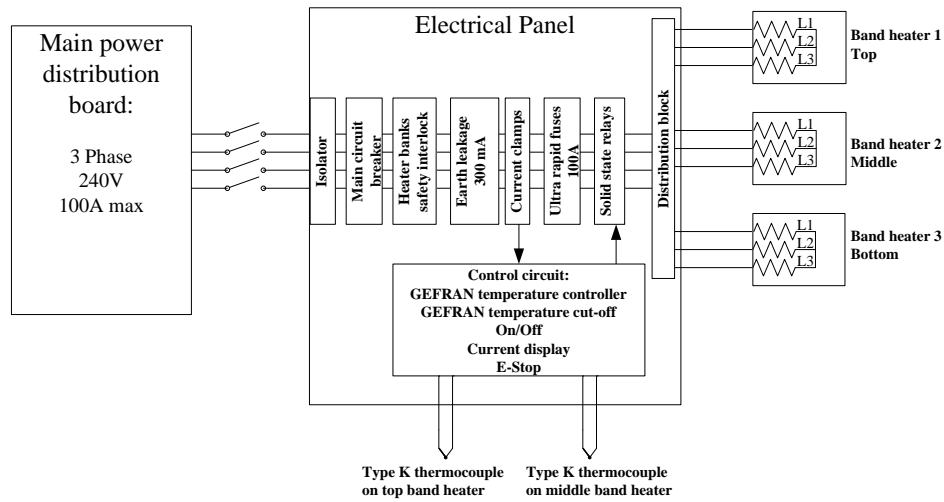 Main power
distribution
board:
3 Phase
240V
100A max
Electrical Panel
Isolator
Main circuit
breaker
Heater banks
safety interlock
Earth leakage
300 mA
Current clamps
Ultra rapid fuses
100A
Solid state relays
Distribution block
Control circuit:
GEFRAN temperature controller
GEFRAN temperature cut-off
On/Off
Current display
E-Stop
Type K thermocouple
on top band heater
Type K thermocouple
on middle band heater
L1
L2
L3
Band heater 1
Top
L1
L2
L3
Band heater 2
Middle
L1
L2
L3
Band heater 3
Bottom